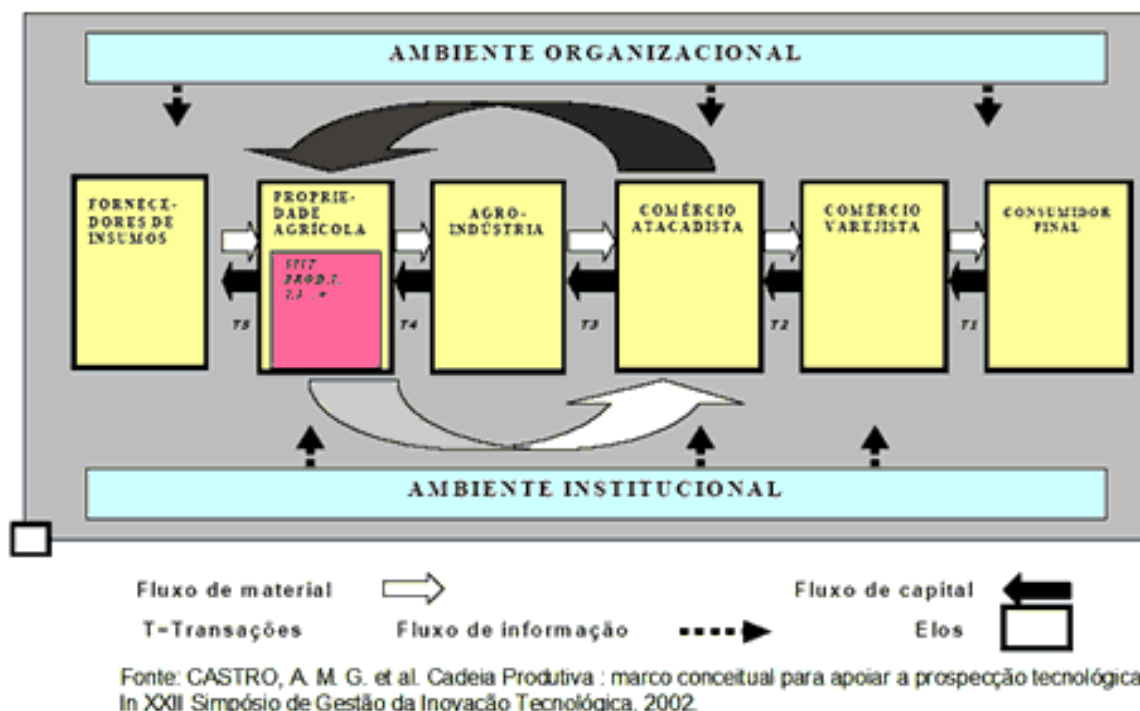 AMBIENTE ORGANIZACIONAL
FORNECE-
DORES DE
INSUMOS
PROPRIE-
DADE
AGRÍCOLA
PROD.
AGRO-
INDÚSTRIA
COMÉRCIO
ATACADISTA
COMÉRCIO
VAREJISTA
CONSUMIDOR
FINAL
T5
T4
T3
T2
T1
AMBIENTE INSTITUCIONAL
Fluxo de material
Fluxo de capital
T=Transações
Fluxo de informação
Elos
Fonte: CASTRO, A. M. G. et al. Cadeia Produtiva : marco conceitual para apoiar a prospecção tecnológica
In XXII Simpósio de Gestão da Inovação Tecnológica, 2002.